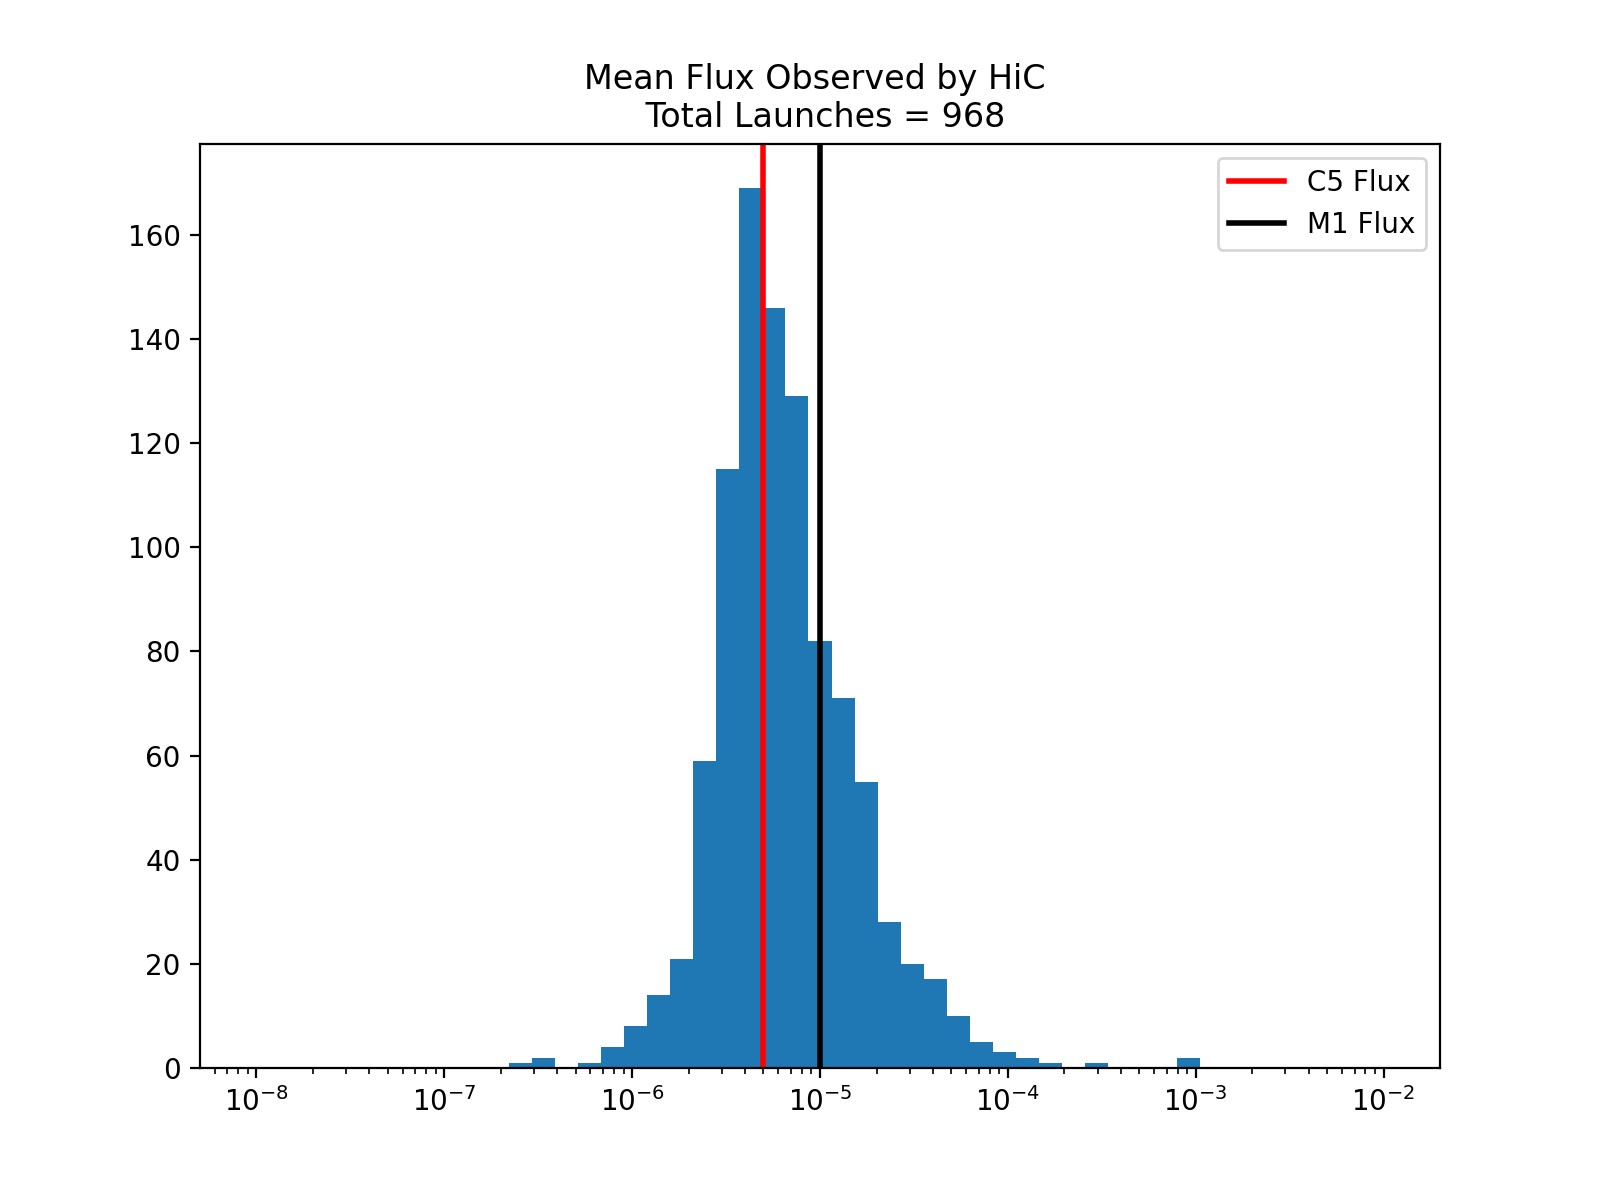 Mean Flux Observed by HiC
Total Launches = 968
C5 Flux
M1 Flux
160
140
120
100
80
60
40
20
0
10⁻⁸ 10⁻⁷ 10⁻⁶ 10⁻⁵ 10⁻⁴ 10⁻³ 10⁻²